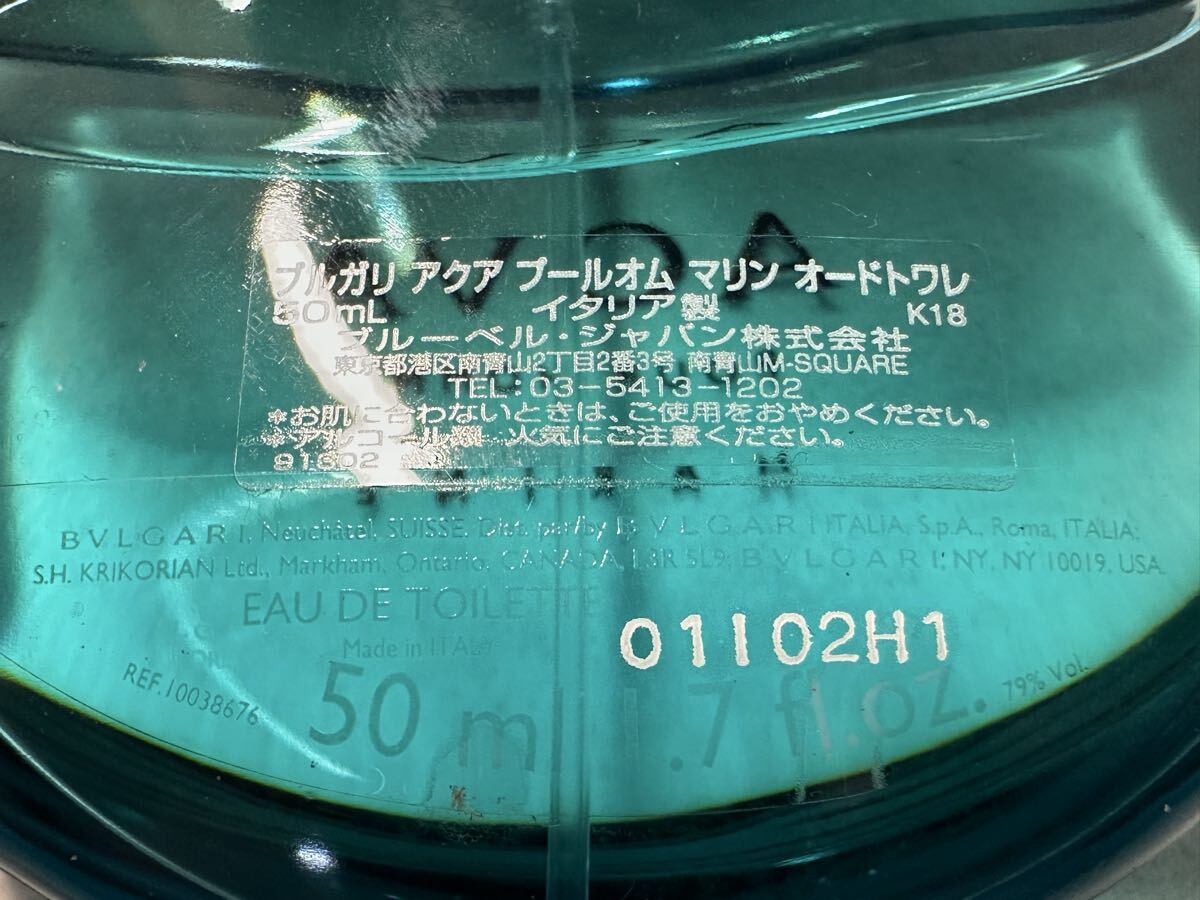 ブルガリ アクア プールオム マリン オードトワレ
50mL イタリア製 K18
ブルーベル・ジャパン株式会社
東京都港区南青山2丁目2番3号 南青山M-SQUARE
TEL:03-5413-1202
*お肌に合わないときは、ご使用をおやめください。
*アルコール類 火気にご注意ください。
91602
BVLGARI, Neuchâtel, SUISSE. Dist. par/by BVLGARI ITALIA, S.p.A., Roma, ITALIA;
S.H. KRIKORIAN Ltd., Markham, Ontario, CANADA L3R 5L9; BVLGARI, NY, NY 10019, USA
EAU DE TOILETTE
01102H1
Made in ITALY
REF.10038676
50 ml 1.7 fl.oz. 79% Vol.